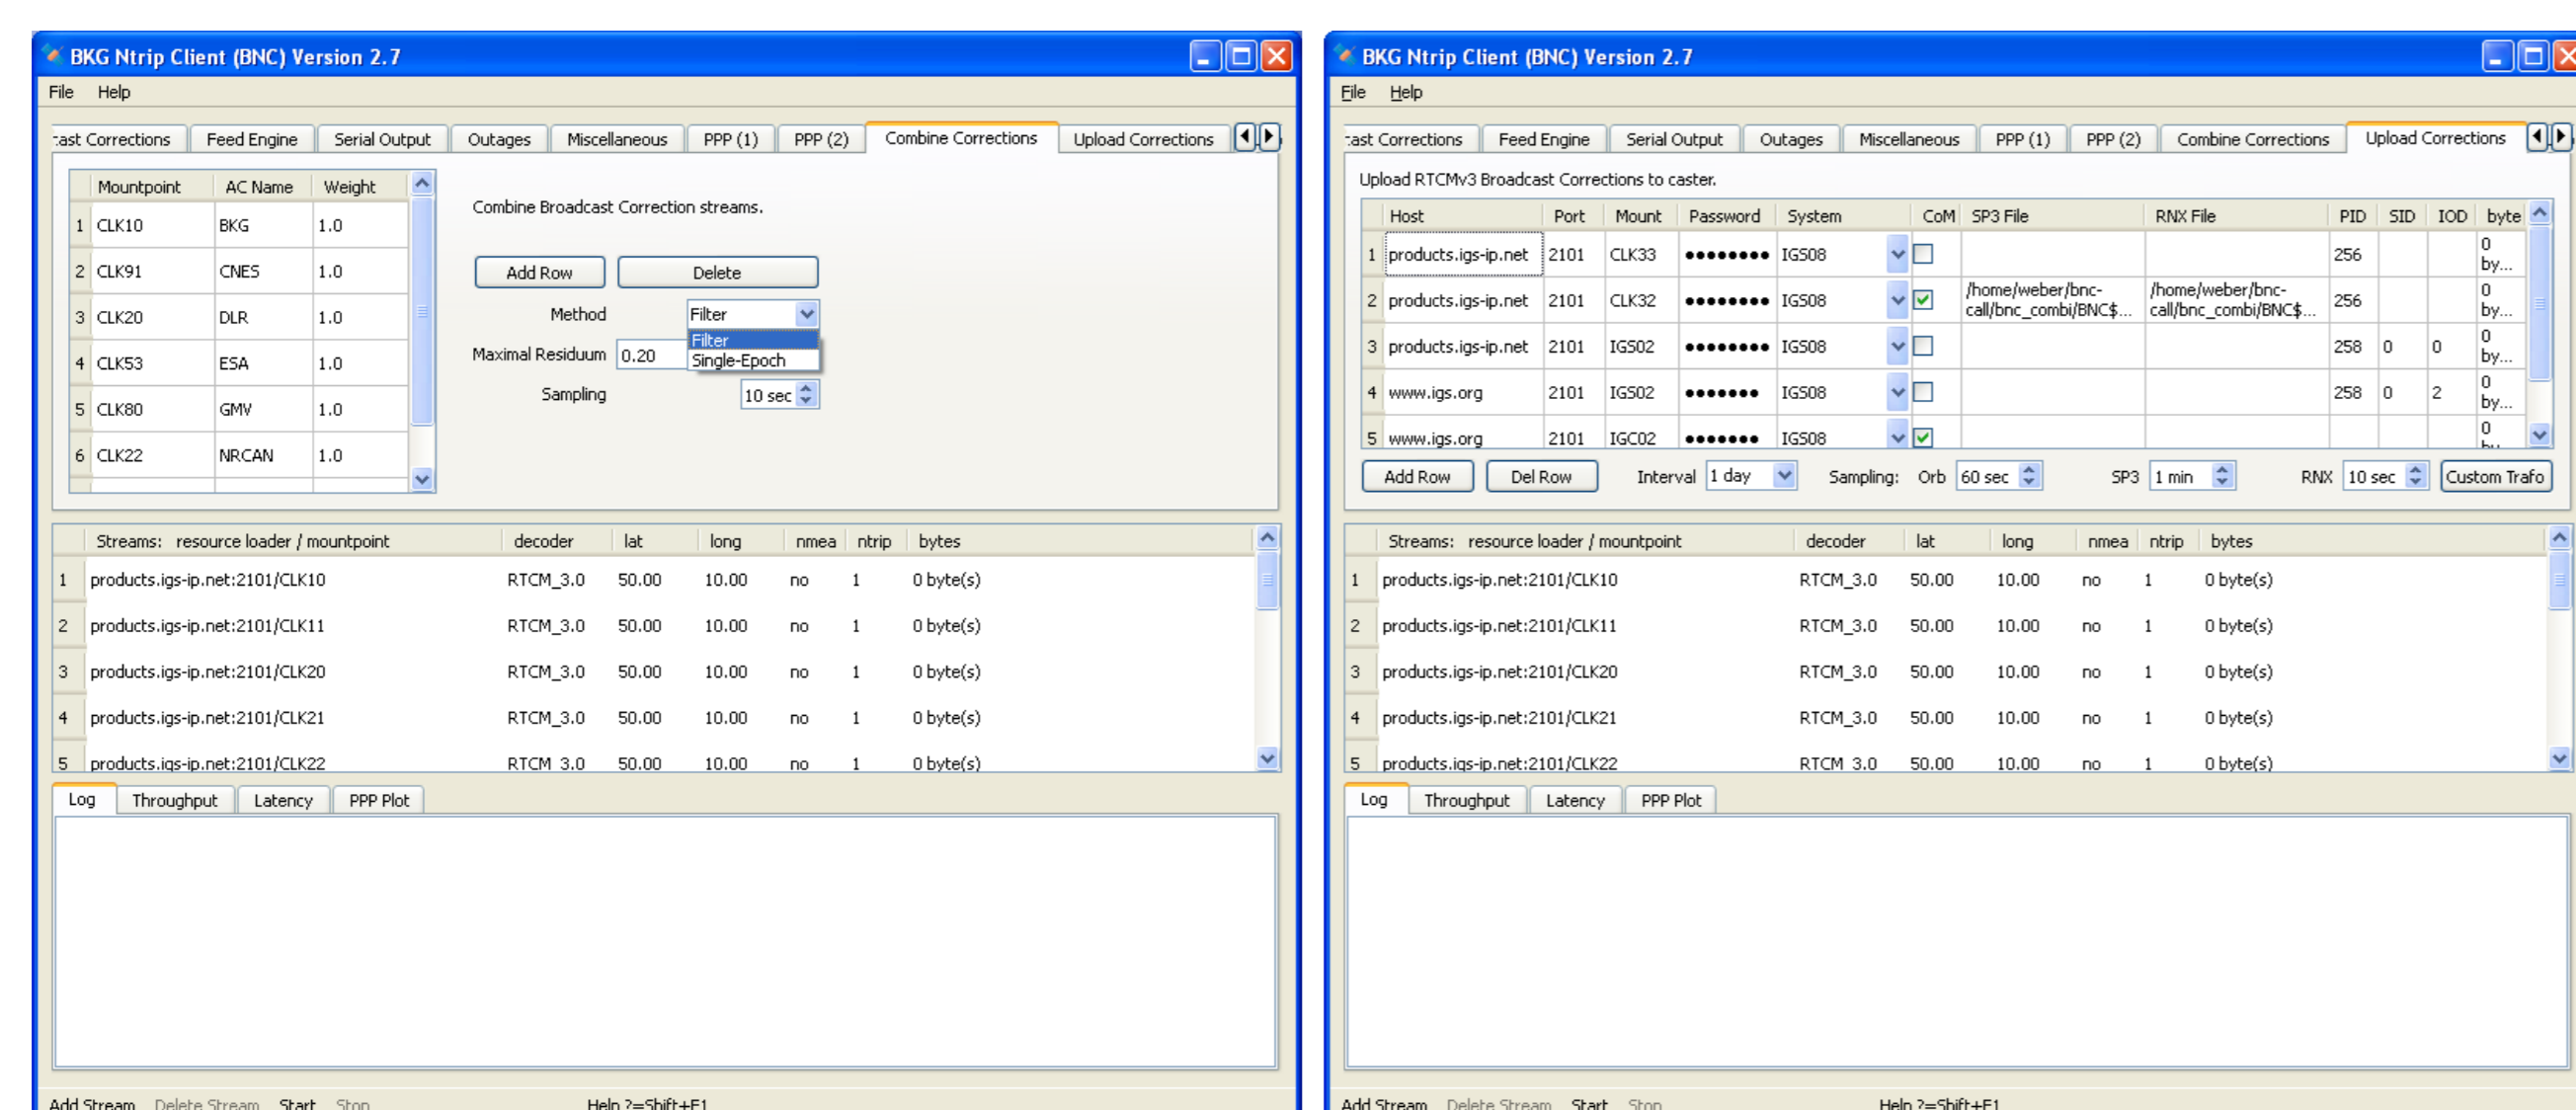 BKG Ntrip Client (BNC) Version 2.7
File Help
:ast Corrections Feed Engine Serial Output Outages Miscellaneous PPP (1) PPP (2) Combine Corrections Upload Corrections
Mountpoint AC Name Weight
1 CLK10 BKG 1.0
2 CLK91 CNES 1.0
3 CLK20 DLR 1.0
4 CLK53 ESA 1.0
5 CLK80 GMV 1.0
6 CLK22 NRCAN 1.0
Combine Broadcast Correction streams.
Add Row Delete
Method Filter
Filter
Single-Epoch
Maximal Residuum 0.20
Sampling 10 sec
Streams: resource loader / mountpoint decoder lat long nmea ntrip bytes
1 products.igs-ip.net:2101/CLK10 RTCM_3.0 50.00 10.00 no 1 0 byte(s)
2 products.igs-ip.net:2101/CLK11 RTCM_3.0 50.00 10.00 no 1 0 byte(s)
3 products.igs-ip.net:2101/CLK20 RTCM_3.0 50.00 10.00 no 1 0 byte(s)
4 products.igs-ip.net:2101/CLK21 RTCM_3.0 50.00 10.00 no 1 0 byte(s)
5 products.igs-ip.net:2101/CLK22 RTCM_3.0 50.00 10.00 no 1 0 byte(s)
Log Throughput Latency PPP Plot
Add Stream Delete Stream Start Stop Help ?=Shift+F1
BKG Ntrip Client (BNC) Version 2.7
File Help
:ast Corrections Feed Engine Serial Output Outages Miscellaneous PPP (1) PPP (2) Combine Corrections Upload Corrections
Upload RTCMv3 Broadcast Corrections to caster.
Host Port Mount Password System CoM SP3 File RNX File PID SID IOD byte
1 products.igs-ip.net 2101 CLK33 ●●●●●●●● IGS08 256 0 by...
2 products.igs-ip.net 2101 CLK32 ●●●●●●●● IGS08 /home/weber/bnc-call/bnc_combi/BNC$... /home/weber/bnc-call/bnc_combi/BNC$... 256 0 by...
3 products.igs-ip.net 2101 IGS02 ●●●●●●●● IGS08 258 0 0 0 by...
4 www.igs.org 2101 IGS02 ●●●●●●● IGS08 258 0 2 0 by...
5 www.igs.org 2101 IGC02 ●●●●●●● IGS08 0
Add Row Del Row Interval 1 day Sampling: Orb 60 sec SP3 1 min RNX 10 sec Custom Trafo
Streams: resource loader / mountpoint decoder lat long nmea ntrip bytes
1 products.igs-ip.net:2101/CLK10 RTCM_3.0 50.00 10.00 no 1 0 byte(s)
2 products.igs-ip.net:2101/CLK11 RTCM_3.0 50.00 10.00 no 1 0 byte(s)
3 products.igs-ip.net:2101/CLK20 RTCM_3.0 50.00 10.00 no 1 0 byte(s)
4 products.igs-ip.net:2101/CLK21 RTCM_3.0 50.00 10.00 no 1 0 byte(s)
5 products.igs-ip.net:2101/CLK22 RTCM_3.0 50.00 10.00 no 1 0 byte(s)
Log Throughput Latency PPP Plot
Add Stream Delete Stream Start Stop Help ?=Shift+F1